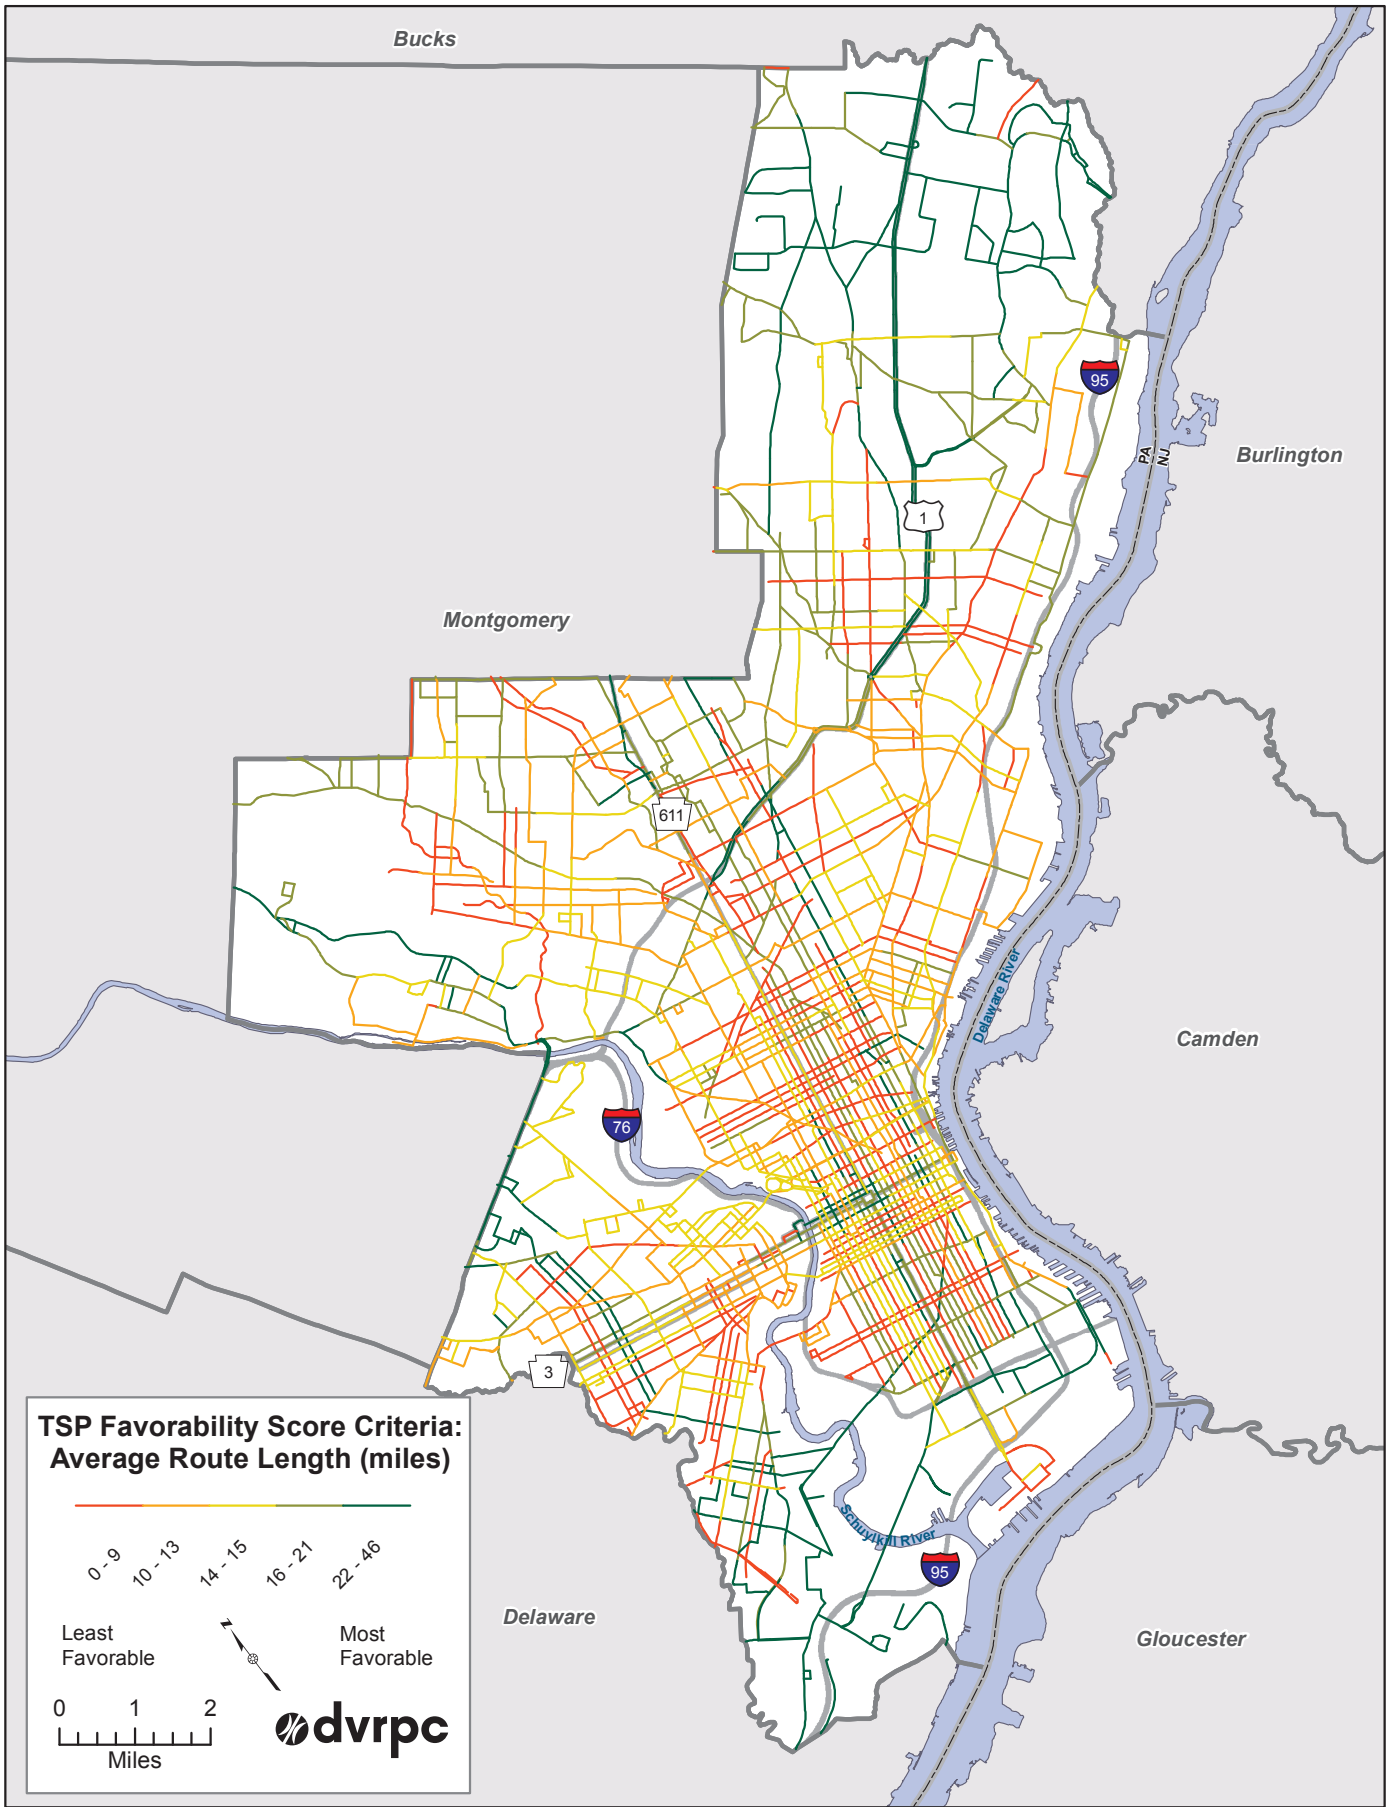 Bucks
95
Burlington
PA
NJ
1
Montgomery
611
Delaware River
Camden
76
3
TSP Favorability Score Criteria:
Average Route Length (miles)
0 - 9
10 - 13
14 - 15
16 - 21
22 - 46
Least
Favorable
N
Most
Favorable
0 1 2
Miles
dvrpc
Schuylkill River
95
Delaware
Gloucester